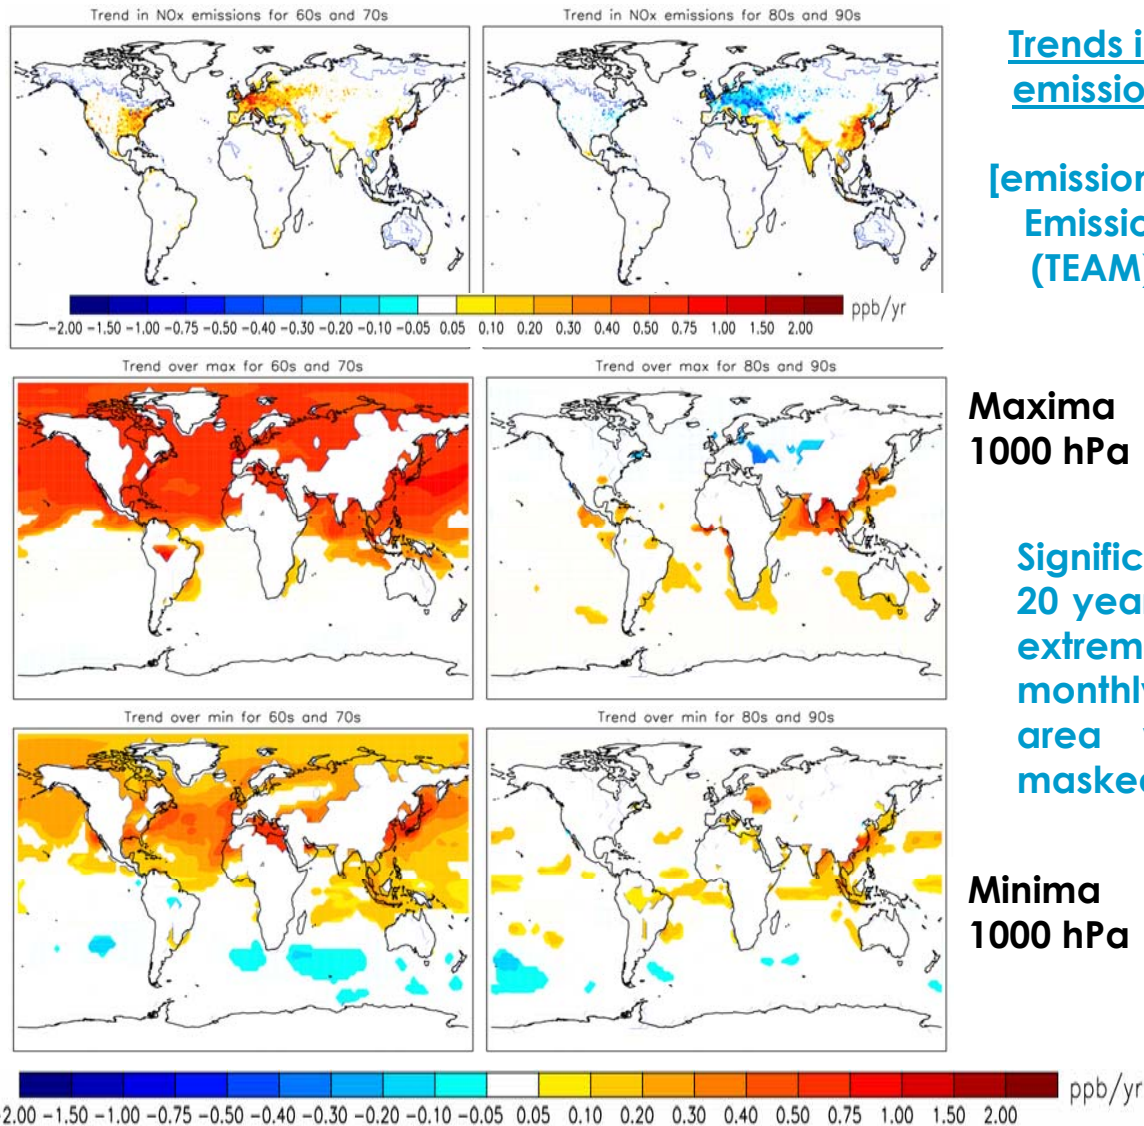 Trend in NOx emissions for 60s and 70s
Trend in NOx emissions for 80s and 90s
Trends i
emissio
[emission
Emissio
(TEAM)
ppb/yr
-2.00 -1.50 -1.00 -0.75 -0.50 -0.40 -0.30 -0.20 -0.10 -0.05 0.05 0.10 0.20 0.30 0.40 0.50 0.75 1.00 1.50 2.00
Trend over max for 60s and 70s
Trend over max for 80s and 90s
Maxima
1000 hPa
Signific
20 year
extrem
monthly
area
maske
Trend over min for 60s and 70s
Trend over min for 80s and 90s
Minima
1000 hPa
ppb/yr
-2.00 -1.50 -1.00 -0.75 -0.50 -0.40 -0.30 -0.20 -0.10 -0.05 0.05 0.10 0.20 0.30 0.40 0.50 0.75 1.00 1.50 2.00